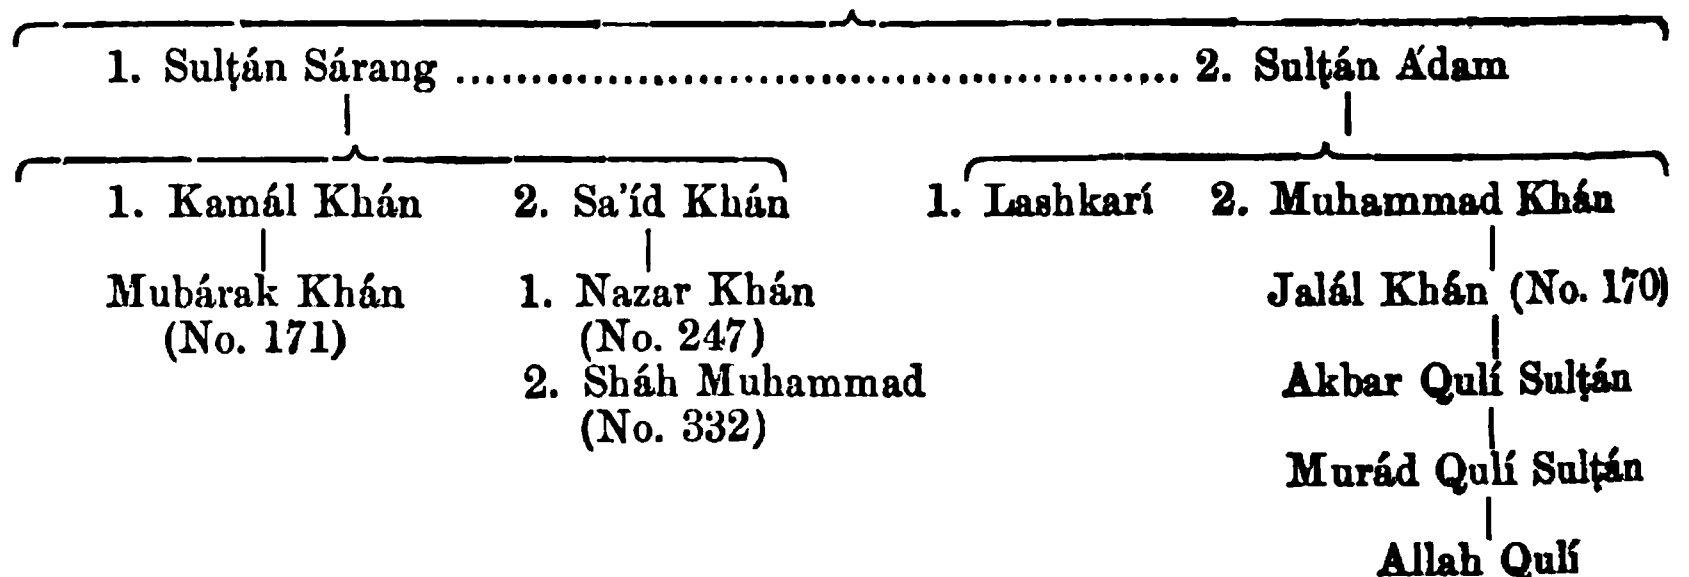 1. Sulṭán Sárang ................................................ 2. Sulṭán Ádam
1. Kamál Khán 2. Sa'íd Khán 1. Lashkarí 2. Muhammad Khán
Mubárak Khán 1. Nazar Khán Jalál Khán (No. 170)
(No. 171) (No. 247)
2. Sháh Muhammad Akbar Qulí Sulṭán
(No. 332)
Murád Qulí Sulṭán
Allah Qulí